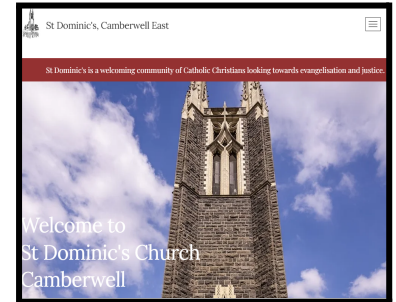 St Dominic's, Camberwell East
St Dominic's is a welcoming community of Catholic Christians looking towards evangelisation and justice.
Welcome to
St Dominic's Church
Camberwell